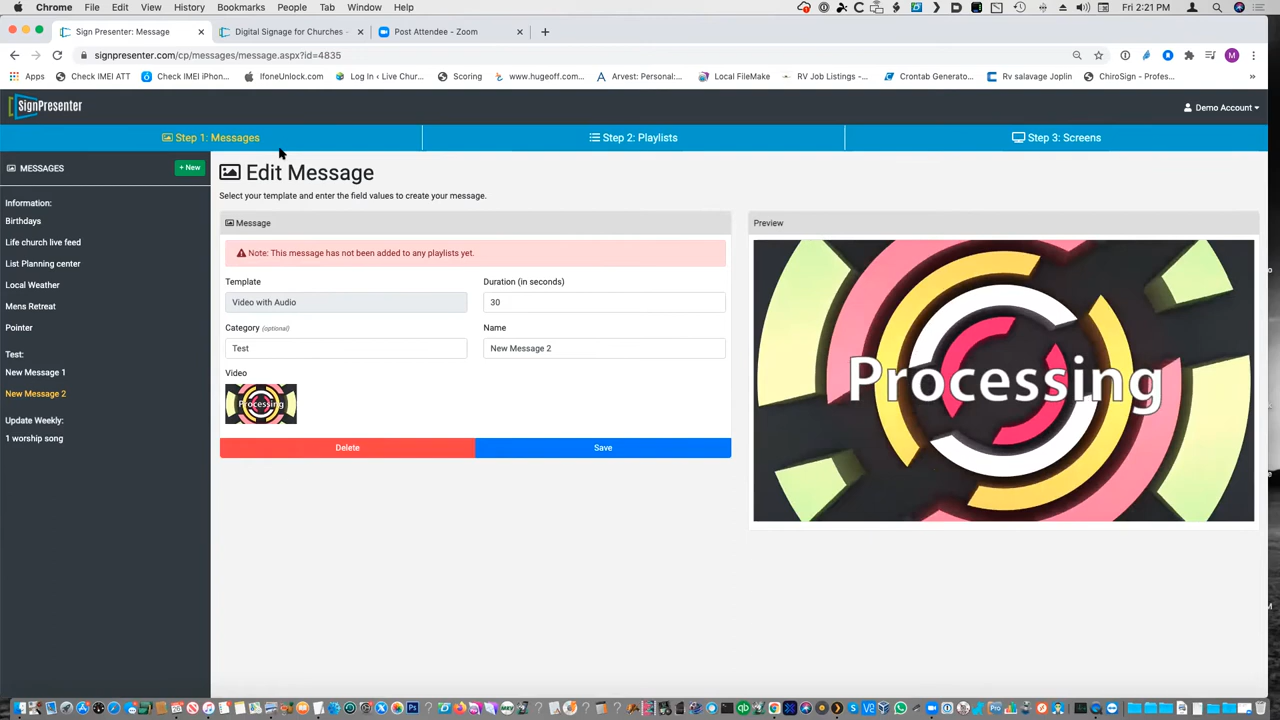 Chrome File Edit View History Bookmarks People Tab Window Help Fri 2:21 PM
Sign Presenter: Message Digital Signage for Churches - Post Attendee - Zoom
signpresenter.com/cp/messages/message.aspx?id=4835
Apps Check IMEI ATT Check IMEI iPhon... IfoneUnlock.com Log In ‹ Live Chur... Scoring www.hugeoff.com... Arvest: Personal:... Local FileMake RV Job Listings -... Crontab Generato... Rv salavage Joplin ChiroSign - Profes... »
SignPresenter Demo Account
Step 1: Messages Step 2: Playlists Step 3: Screens
MESSAGES + New
Edit Message
Select your template and enter the field values to create your message.
Information:
Birthdays
Life church live feed
List Planning center
Local Weather
Mens Retreat
Pointer
Test:
New Message 1
New Message 2
Update Weekly:
1 worship song
Message
Note: This message has not been added to any playlists yet.
Template Duration (in seconds)
Video with Audio 30
Category (optional) Name
Test New Message 2
Video
Processing
Delete Save
Preview
Processing